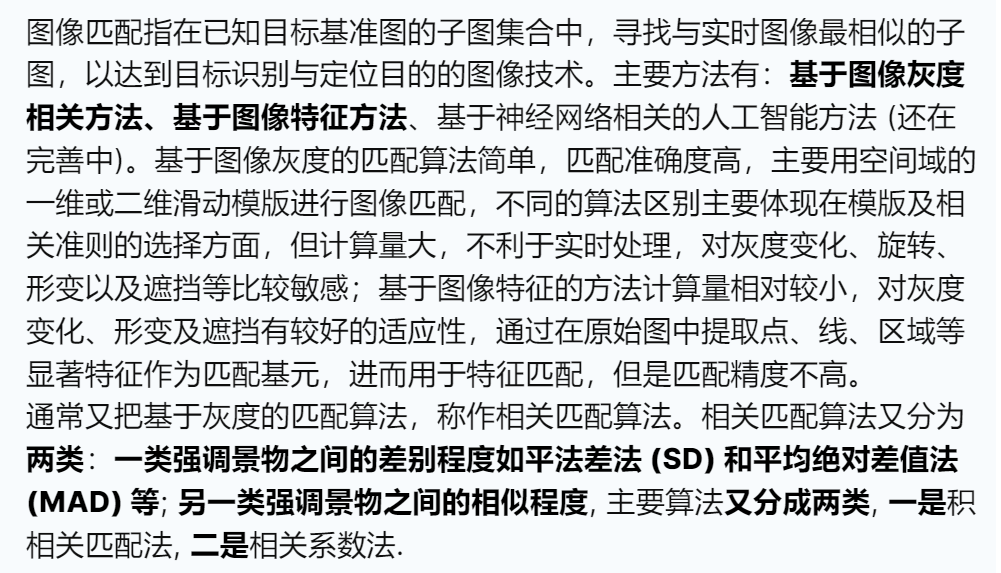 图像匹配指在已知目标基准图的子图集合中，寻找与实时图像最相似的子
图，以达到目标识别与定位目的的图像技术。主要方法有：基于图像灰度
相关方法、基于图像特征方法、基于神经网络相关的人工智能方法 (还在
完善中)。基于图像灰度的匹配算法简单，匹配准确度高，主要用空间域的
一维或二维滑动模版进行图像匹配，不同的算法区别主要体现在模版及相
关准则的选择方面，但计算量大，不利于实时处理，对灰度变化、旋转、
形变以及遮挡等比较敏感；基于图像特征的方法计算量相对较小，对灰度
变化、形变及遮挡有较好的适应性，通过在原始图中提取点、线、区域等
显著特征作为匹配基元，进而用于特征匹配，但是匹配精度不高。
通常又把基于灰度的匹配算法，称作相关匹配算法。相关匹配算法又分为
两类：一类强调景物之间的差别程度如平法差法 (SD) 和平均绝对差值法
(MAD) 等; 另一类强调景物之间的相似程度, 主要算法又分成两类, 一是积
相关匹配法, 二是相关系数法.